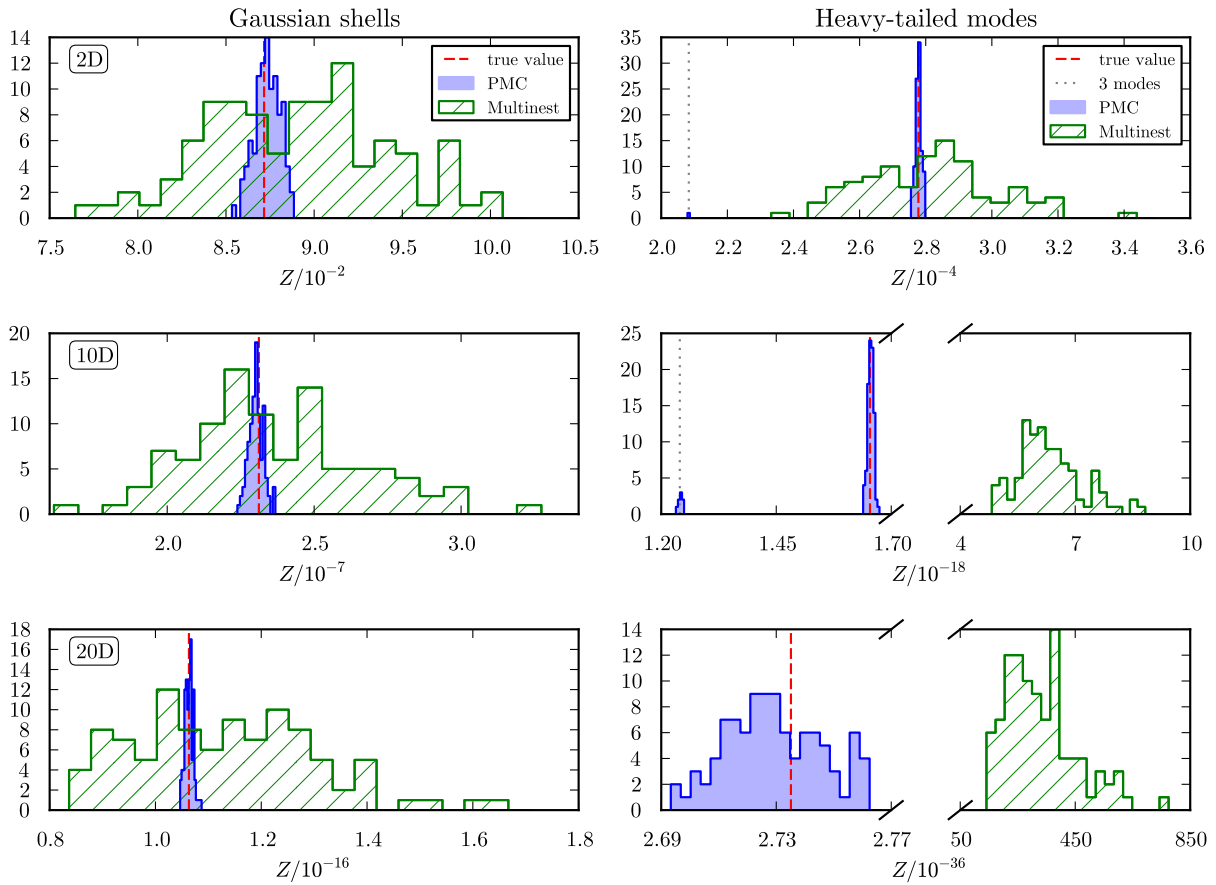 Gaussian shells
Heavy-tailed modes
14
12
10
8
6
4
2
0
2D
true value
PMC
Multinest
7.5 8.0 8.5 9.0 9.5 10.0 10.5
Z/10^{-2}
35
30
25
20
15
10
5
0
true value
3 modes
PMC
Multinest
2.0 2.2 2.4 2.6 2.8 3.0 3.2 3.4 3.6
Z/10^{-4}
20
15
10
5
0
10D
2.0 2.5 3.0
Z/10^{-7}
25
20
15
10
5
0
1.20 1.45 1.70 4 7 10
Z/10^{-18}
18
16
14
12
10
8
6
4
2
0
20D
0.8 1.0 1.2 1.4 1.6 1.8
Z/10^{-16}
14
12
10
8
6
4
2
0
2.69 2.73 2.77 50 450 850
Z/10^{-36}